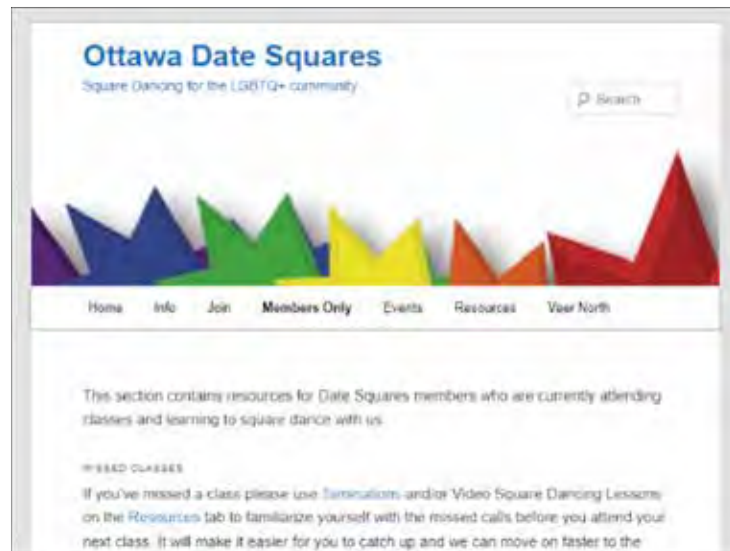 Ottawa Date Squares
Square Dancing for the LGBTQ+ community
Search
Home Info Join Members Only Events Resources Veer North
This section contains resources for Date Squares members who are currently attending
classes and learning to square dance with us.
MISSED CLASSES
If you've missed a class please use Taminations and/or Video Square Dancing Lessons
on the Resources tab to familiarize yourself with the missed calls before you attend your
next class. It will make it easier for you to catch up and we can move on faster to the